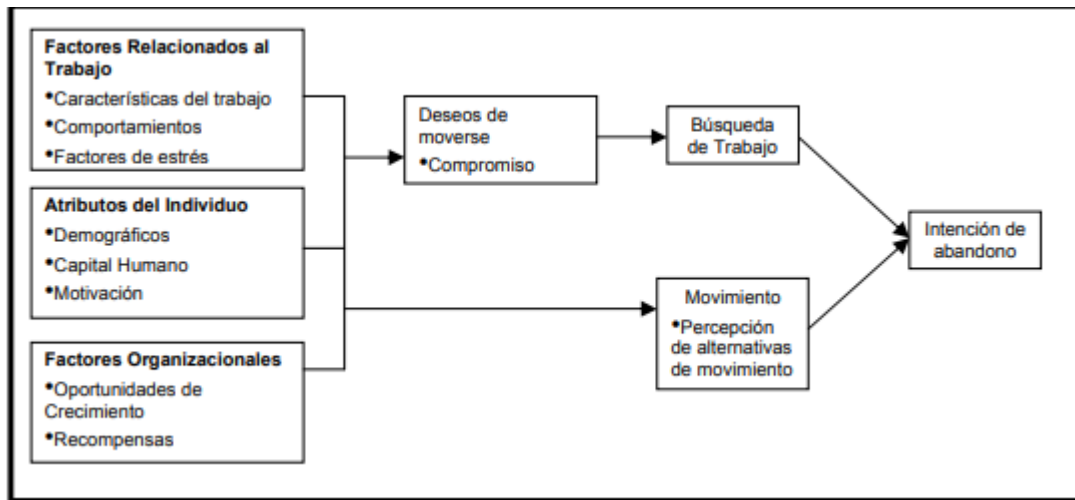 Factores Relacionados al
Trabajo
•Características del trabajo
•Comportamientos
•Factores de estrés
Atributos del Individuo
•Demográficos
•Capital Humano
•Motivación
Factores Organizacionales
•Oportunidades de
Crecimiento
•Recompensas
Deseos de
moverse
•Compromiso
Búsqueda
de Trabajo
Movimiento
•Percepción
de alternativas
de movimiento
Intención de
abandono